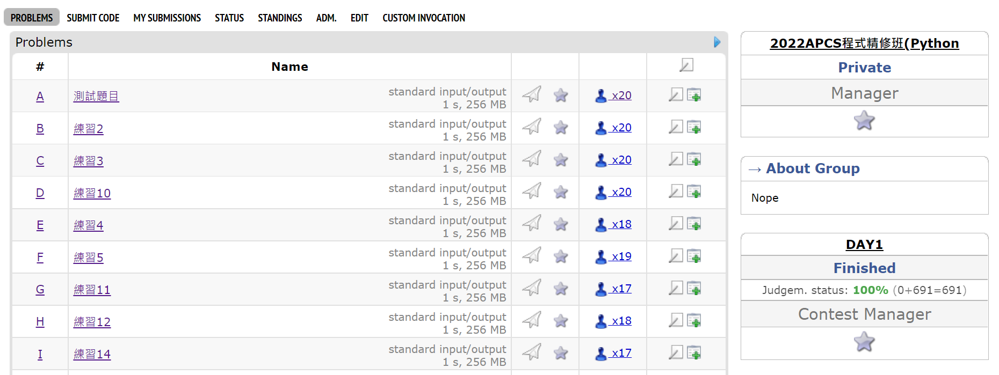 PROBLEMS SUBMIT CODE MY SUBMISSIONS STATUS STANDINGS ADM. EDIT CUSTOM INVOCATION
Problems
# Name
A 測試題目 standard input/output x20
1 s, 256 MB
B 練習2 standard input/output x20
1 s, 256 MB
C 練習3 standard input/output x20
1 s, 256 MB
D 練習10 standard input/output x20
1 s, 256 MB
E 練習4 standard input/output x18
1 s, 256 MB
F 練習5 standard input/output x19
1 s, 256 MB
G 練習11 standard input/output x17
1 s, 256 MB
H 練習12 standard input/output x18
1 s, 256 MB
I 練習14 standard input/output x17
1 s, 256 MB
2022APCS程式精修班(Python
Private
Manager
→ About Group
Nope
DAY1
Finished
Judgem. status: 100% (0+691=691)
Contest Manager